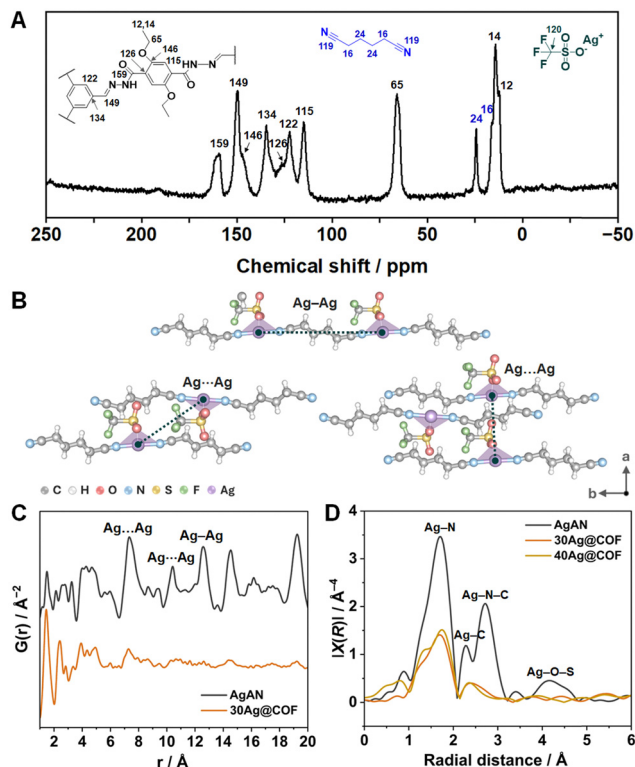 A
12,14
65
O
146
126
115
O
N-N
N
H
O
122
159
N-NH
149
134
O
N
119
24
16
16
24
N
119
120
F
F
F
O
S
O
O-
Ag+
14
149
12
65
134
115
16
122
146
24
126
159
250
200
150
100
50
0
−50
Chemical shift / ppm
B
Ag–Ag
Ag···Ag
Ag...Ag
C
H
O
N
S
F
Ag
a
b
C
Ag...Ag
Ag–Ag
Ag···Ag
G(r) / Å⁻²
AgAN
30Ag@COF
2
4
6
8
10
12
14
16
18
20
r / Å
D
Ag–N
AgAN
30Ag@COF
40Ag@COF
Ag–N–C
Ag–C
Ag–O–S
|X(R)| / Å⁻⁴
4
3
2
1
0
0
1
2
3
4
5
6
Radial distance / Å